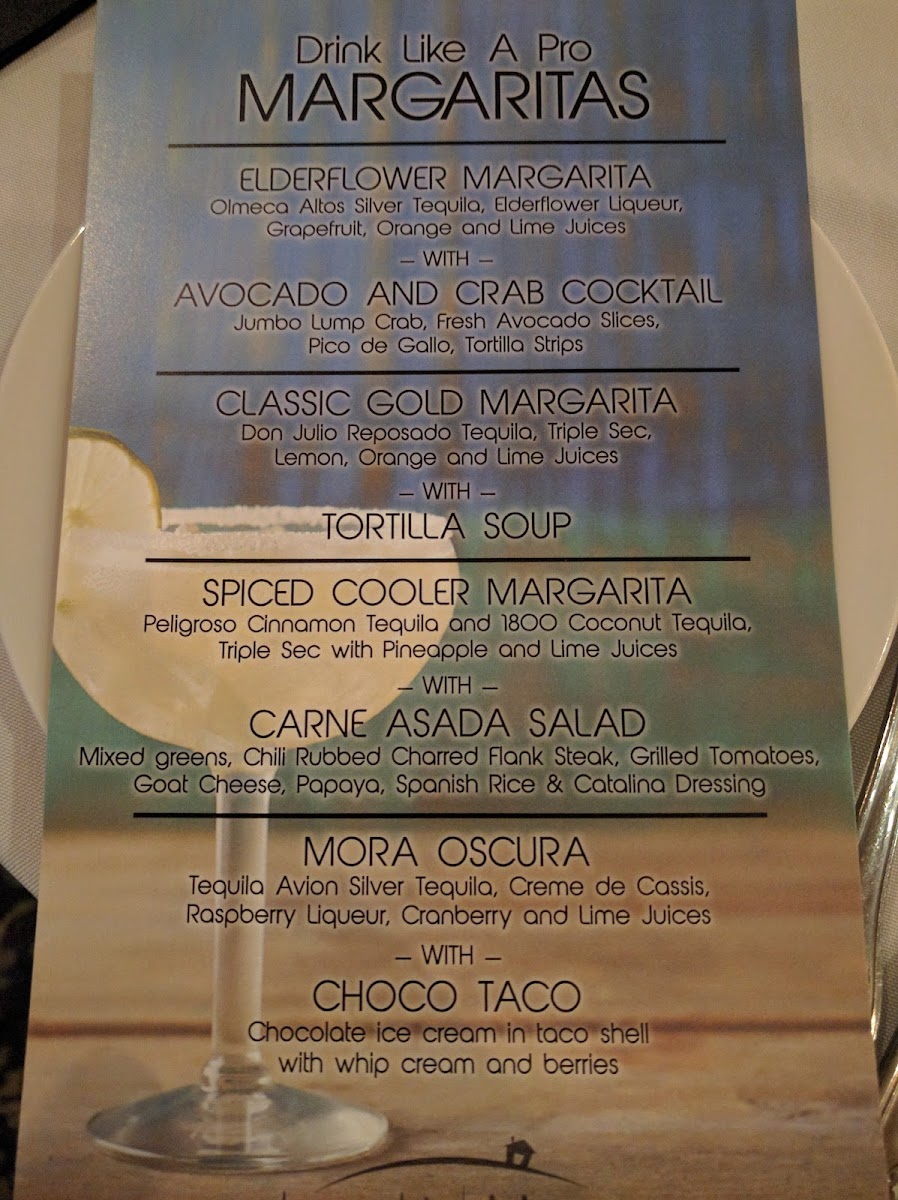 Drink Like A Pro
MARGARITAS
ELDERFLOWER MARGARITA
Olmeca Altos Silver Tequila, Elderflower Liqueur,
Grapefruit, Orange and Lime Juices
– WITH –
AVOCADO AND CRAB COCKTAIL
Jumbo Lump Crab, Fresh Avocado Slices,
Pico de Gallo, Tortilla Strips
CLASSIC GOLD MARGARITA
Don Julio Reposado Tequila, Triple Sec,
Lemon, Orange and Lime Juices
– WITH –
TORTILLA SOUP
SPICED COOLER MARGARITA
Peligroso Cinnamon Tequila and 1800 Coconut Tequila,
Triple Sec with Pineapple and Lime Juices
– WITH –
CARNE ASADA SALAD
Mixed greens, Chili Rubbed Charred Flank Steak, Grilled Tomatoes,
Goat Cheese, Papaya, Spanish Rice & Catalina Dressing
MORA OSCURA
Tequila Avion Silver Tequila, Creme de Cassis,
Raspberry Liqueur, Cranberry and Lime Juices
– WITH –
CHOCO TACO
Chocolate ice cream in taco shell
with whip cream and berries